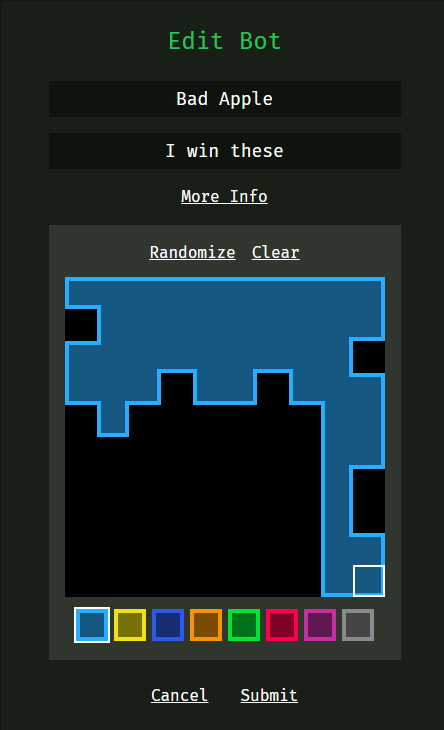 Edit Bot
Bad Apple
I win these
More Info
Randomize Clear
Cancel Submit